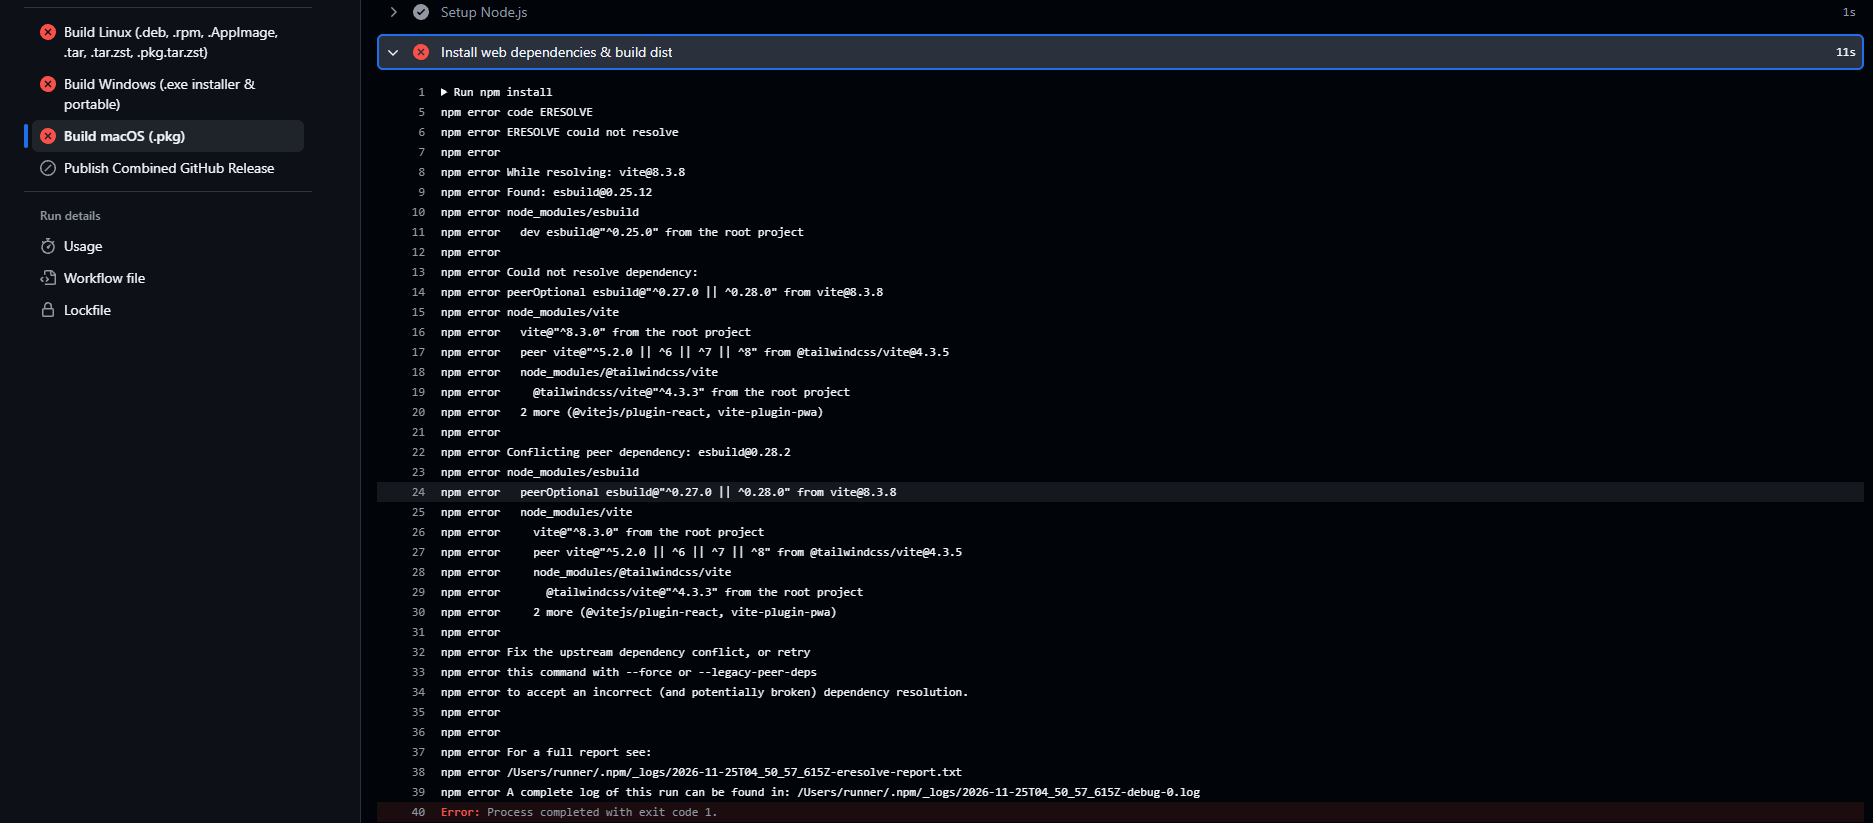 Build Linux (.deb, .rpm, .AppImage,
.tar, .tar.zst, .pkg.tar.zst)
Build Windows (.exe installer &
portable)
Build macOS (.pkg)
Publish Combined GitHub Release
Run details
Usage
Workflow file
Lockfile
Setup Node.js 1s
Install web dependencies & build dist 11s
1 Run npm install
5 npm error code ERESOLVE
6 npm error ERESOLVE could not resolve
7 npm error
8 npm error While resolving: vite@8.3.8
9 npm error Found: esbuild@0.25.12
10 npm error node_modules/esbuild
11 npm error   dev esbuild@"^0.25.0" from the root project
12 npm error
13 npm error Could not resolve dependency:
14 npm error peerOptional esbuild@"^0.27.0 || ^0.28.0" from vite@8.3.8
15 npm error node_modules/vite
16 npm error   vite@"^8.3.0" from the root project
17 npm error   peer vite@"^5.2.0 || ^6 || ^7 || ^8" from @tailwindcss/vite@4.3.5
18 npm error   node_modules/@tailwindcss/vite
19 npm error     @tailwindcss/vite@"^4.3.3" from the root project
20 npm error   2 more (@vitejs/plugin-react, vite-plugin-pwa)
21 npm error
22 npm error Conflicting peer dependency: esbuild@0.28.2
23 npm error node_modules/esbuild
24 npm error   peerOptional esbuild@"^0.27.0 || ^0.28.0" from vite@8.3.8
25 npm error   node_modules/vite
26 npm error     vite@"^8.3.0" from the root project
27 npm error     peer vite@"^5.2.0 || ^6 || ^7 || ^8" from @tailwindcss/vite@4.3.5
28 npm error     node_modules/@tailwindcss/vite
29 npm error       @tailwindcss/vite@"^4.3.3" from the root project
30 npm error     2 more (@vitejs/plugin-react, vite-plugin-pwa)
31 npm error
32 npm error Fix the upstream dependency conflict, or retry
33 npm error this command with --force or --legacy-peer-deps
34 npm error to accept an incorrect (and potentially broken) dependency resolution.
35 npm error
36 npm error
37 npm error For a full report see:
38 npm error /Users/runner/.npm/_logs/2026-11-25T04_50_57_615Z-eresolve-report.txt
39 npm error A complete log of this run can be found in: /Users/runner/.npm/_logs/2026-11-25T04_50_57_615Z-debug-0.log
40 Error: Process completed with exit code 1.